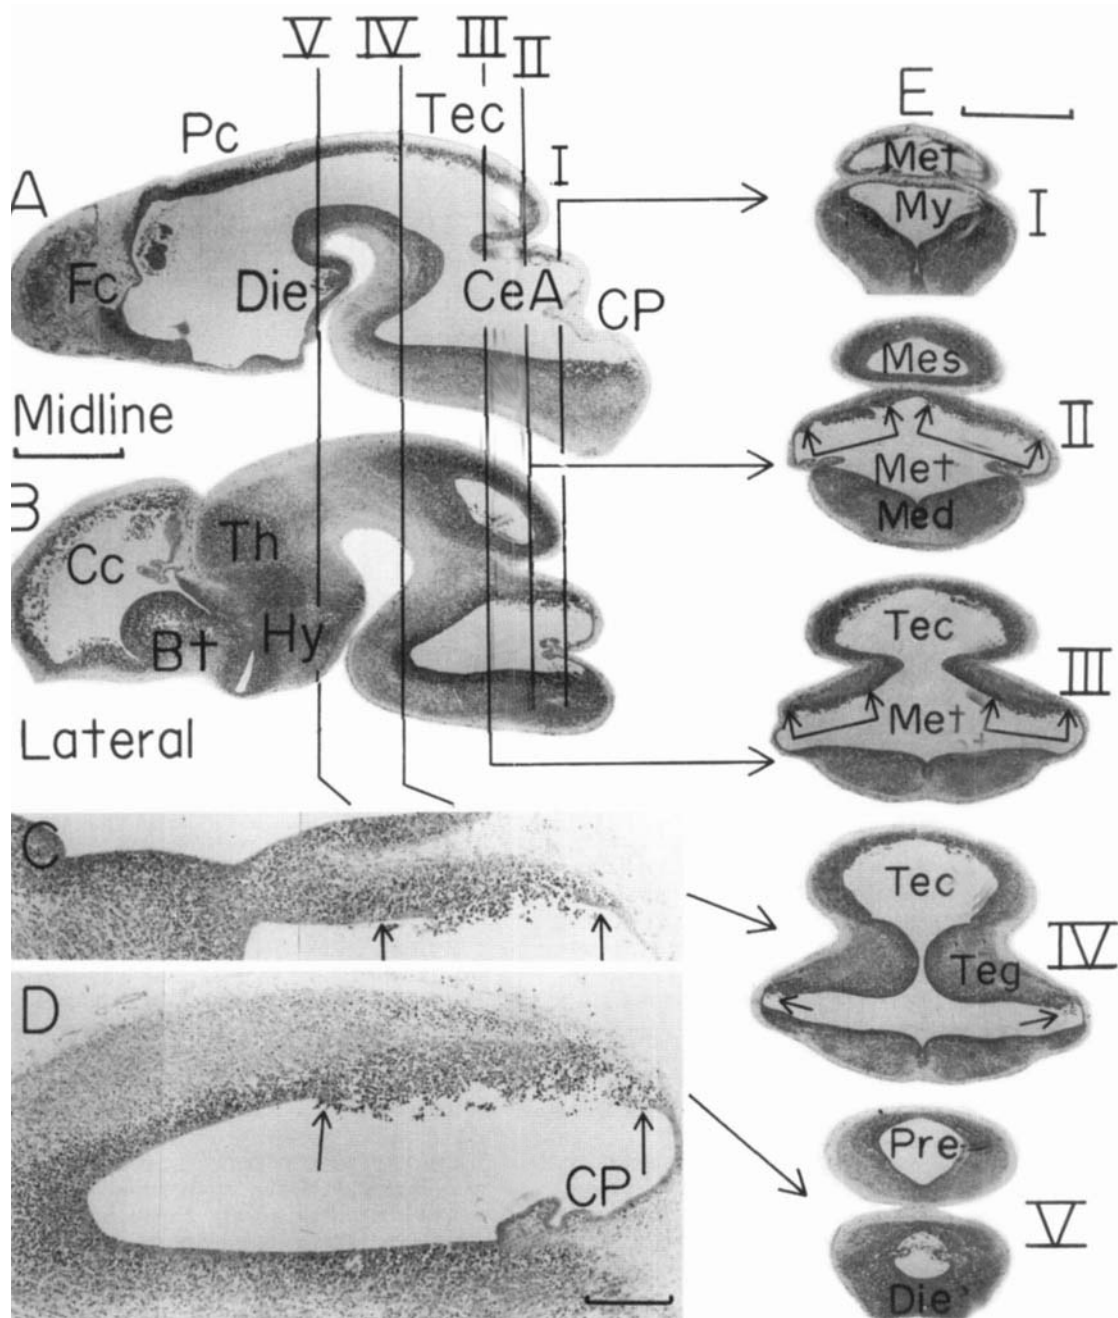 V IV III II
Pc Tec I
A Fc Die CeA CP
Midline
B Cc Th
Bt Hy
Lateral
C
D
CP
E
Met
My I
Mes
II
Met
Med
Tec
III
Met
Tec
Teg IV
Pre
V
Die